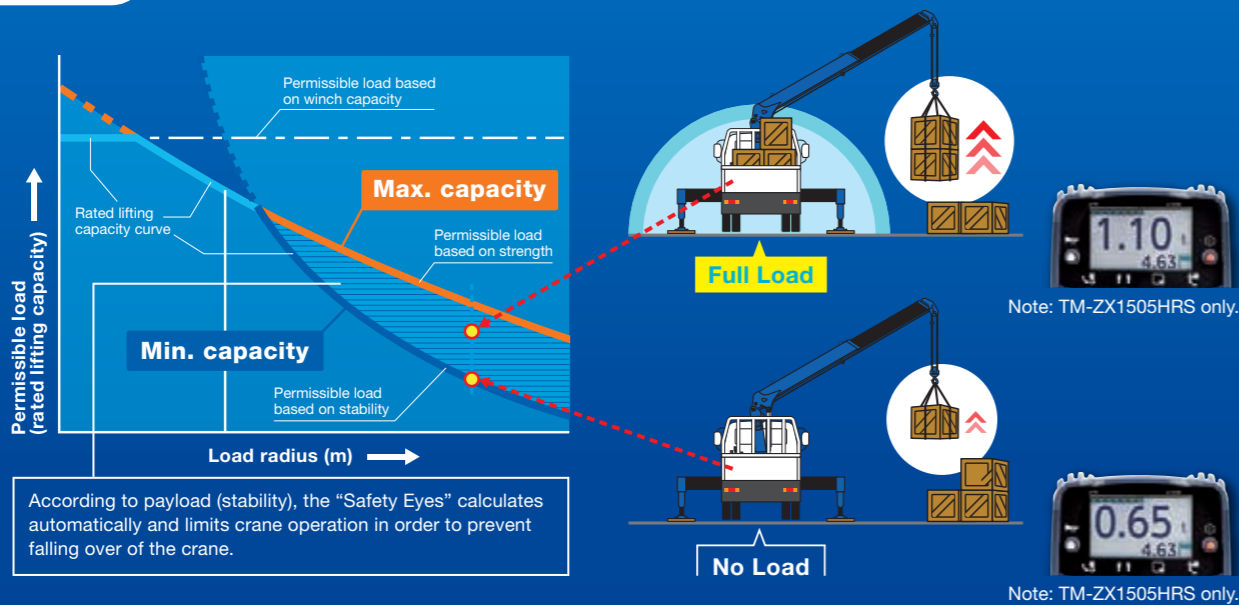 Permissible load
(rated lifting capacity)
Permissible load based
on winch capacity
Rated lifting
capacity curve
Max. capacity
Permissible load
based on strength
Min. capacity
Permissible load
based on stability
Load radius (m)
According to payload (stability), the “Safety Eyes” calculates
automatically and limits crane operation in order to prevent
falling over of the crane.
Full Load
1.10 t
4.63
Note: TM-ZX1505HRS only.
No Load
0.65 t
4.63
Note: TM-ZX1505HRS only.